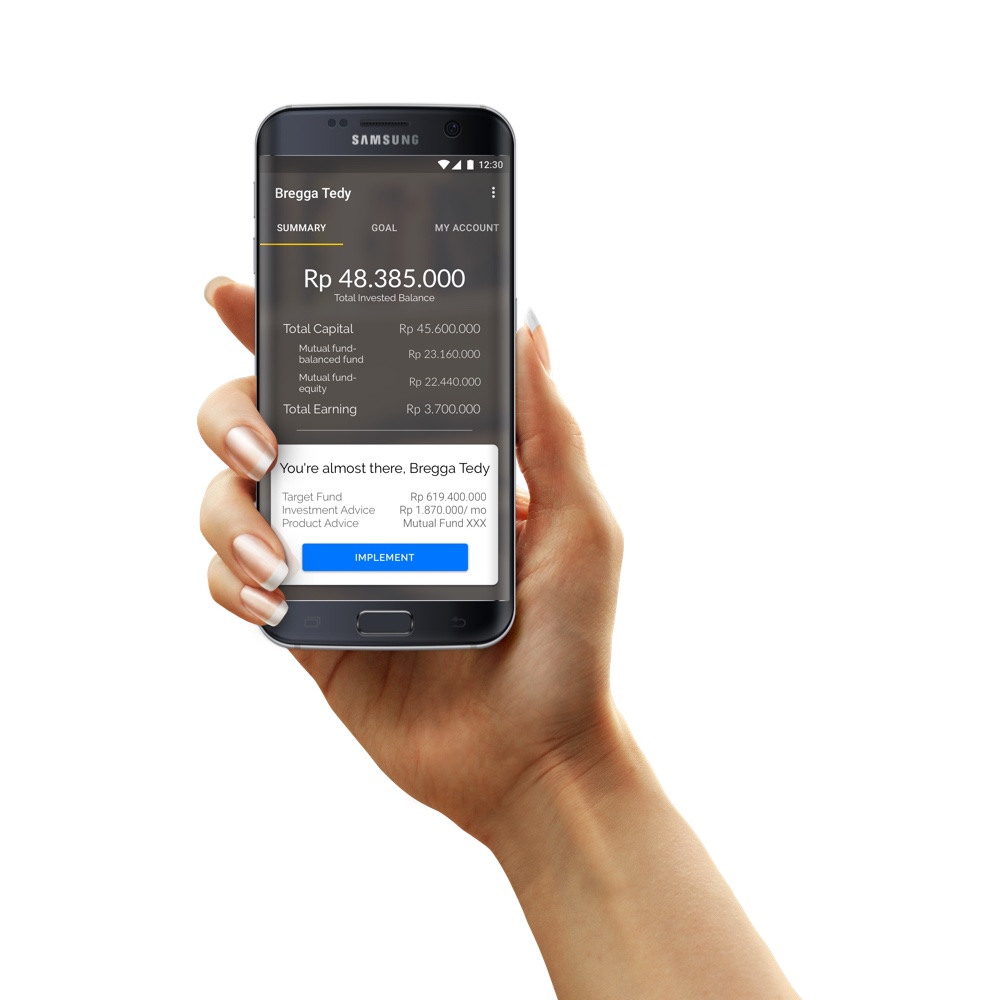 SAMSUNG
12:30
Bregga Tedy
SUMMARY GOAL MY ACCOUNT
Rp 48.385.000
Total Invested Balance
Total Capital Rp 45.600.000
Mutual fund-
balanced fund Rp 23.160.000
Mutual fund-
equity Rp 22.440.000
Total Earning Rp 3.700.000
You're almost there, Bregga Tedy
Target Fund Rp 619.400.000
Investment Advice Rp 1.870.000/ mo
Product Advice Mutual Fund XXX
IMPLEMENT